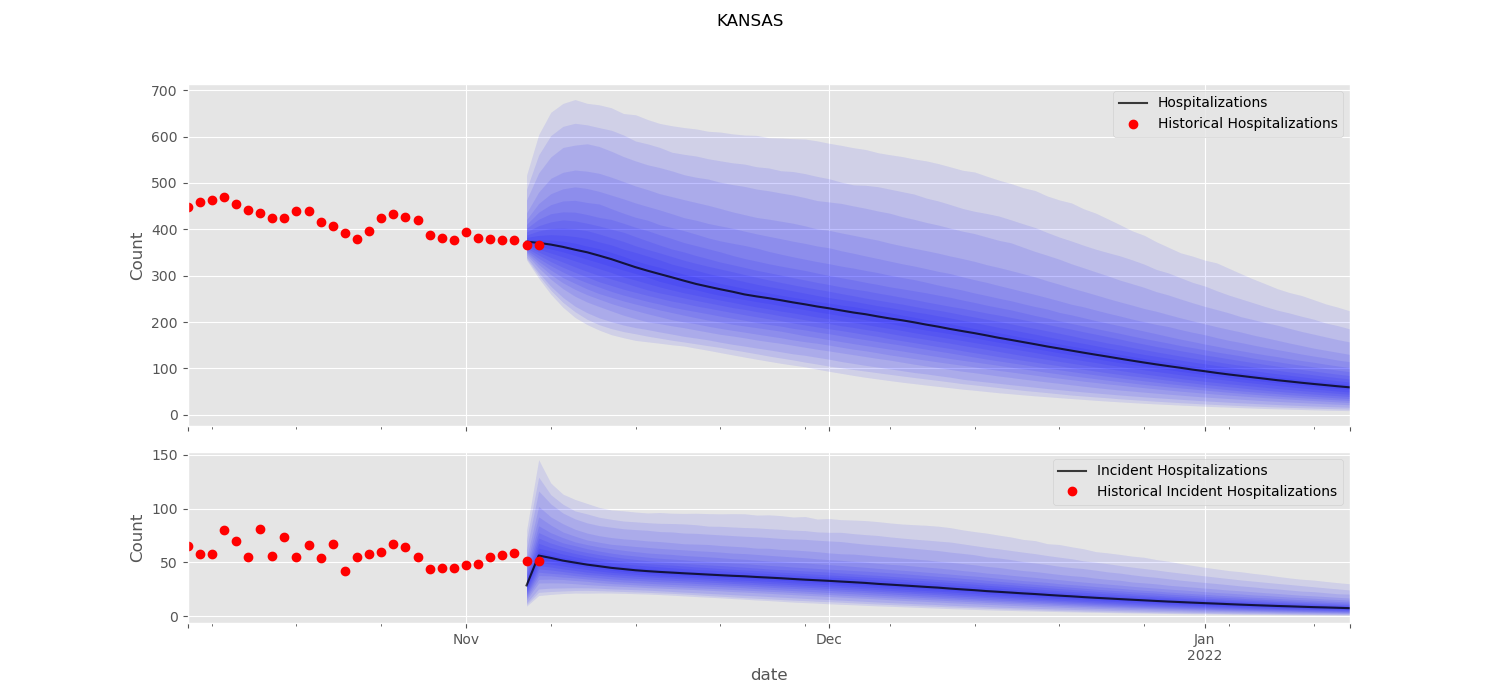 KANSAS
700
600
500
400
300
200
100
0
Count
Hospitalizations
Historical Hospitalizations
150
100
50
0
Count
Incident Hospitalizations
Historical Incident Hospitalizations
Nov
Dec
Jan
2022
date